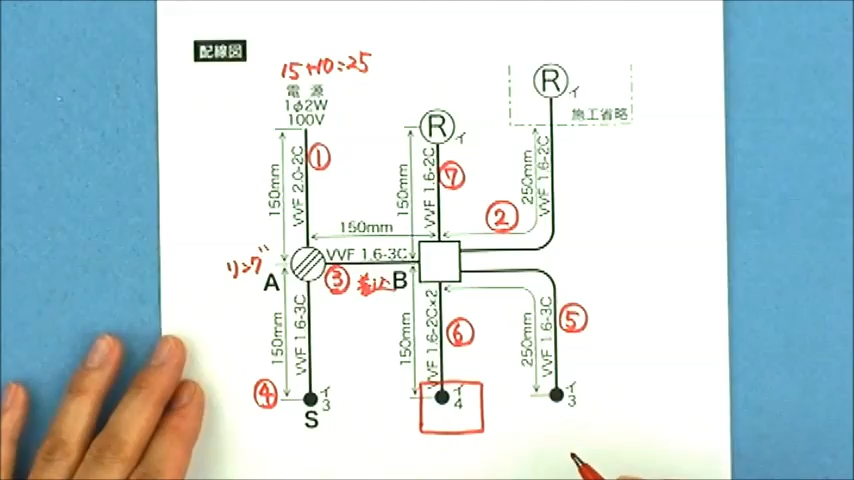 配線図
15+10=25
電源
1φ2W
100V
R
イ
R
イ
施工省略
①
150mm
VVF 2.0-2C
150mm
VVF 1.6-2C
⑦
250mm
VVF 1.6-2C
②
150mm
リング
VVF 1.6-3C
A
③
B
150mm
VVF 1.6-3C
150mm
VVF 1.6-2C×2
⑥
250mm
VVF 1.6-3C
⑤
④
イ
3
S
イ
4
イ
3